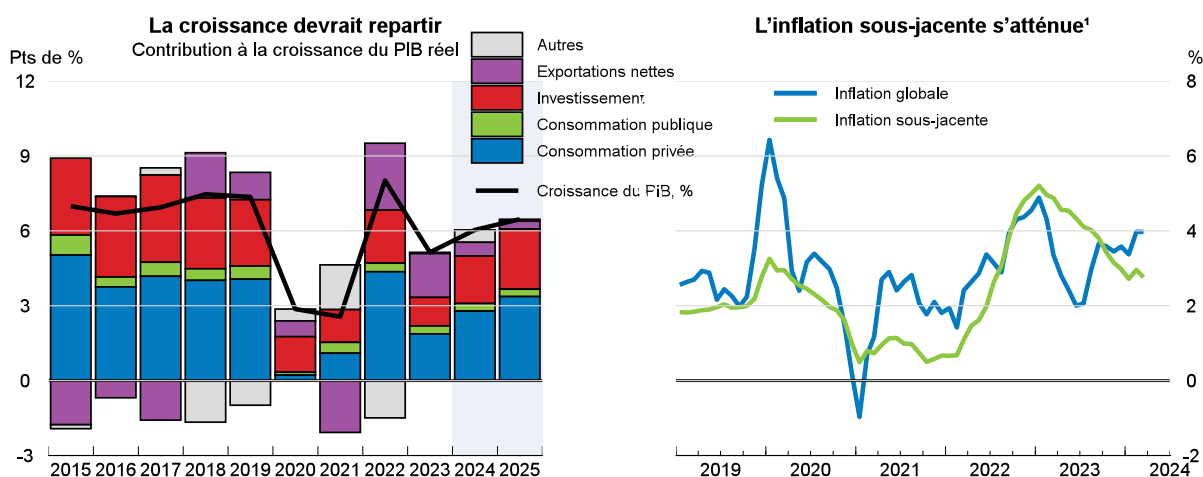 La croissance devrait repartir
Contribution à la croissance du PIB réel
Pts de %
12
9
6
3
0
-3
Autres
Exportations nettes
Investissement
Consommation publique
Consommation privée
Croissance du PIB, %
2015 2016 2017 2018 2019 2020 2021 2022 2023 2024 2025
L'inflation sous-jacente s'atténue¹
%
8
6
4
2
0
-2
Inflation globale
Inflation sous-jacente
2019 2020 2021 2022 2023 2024